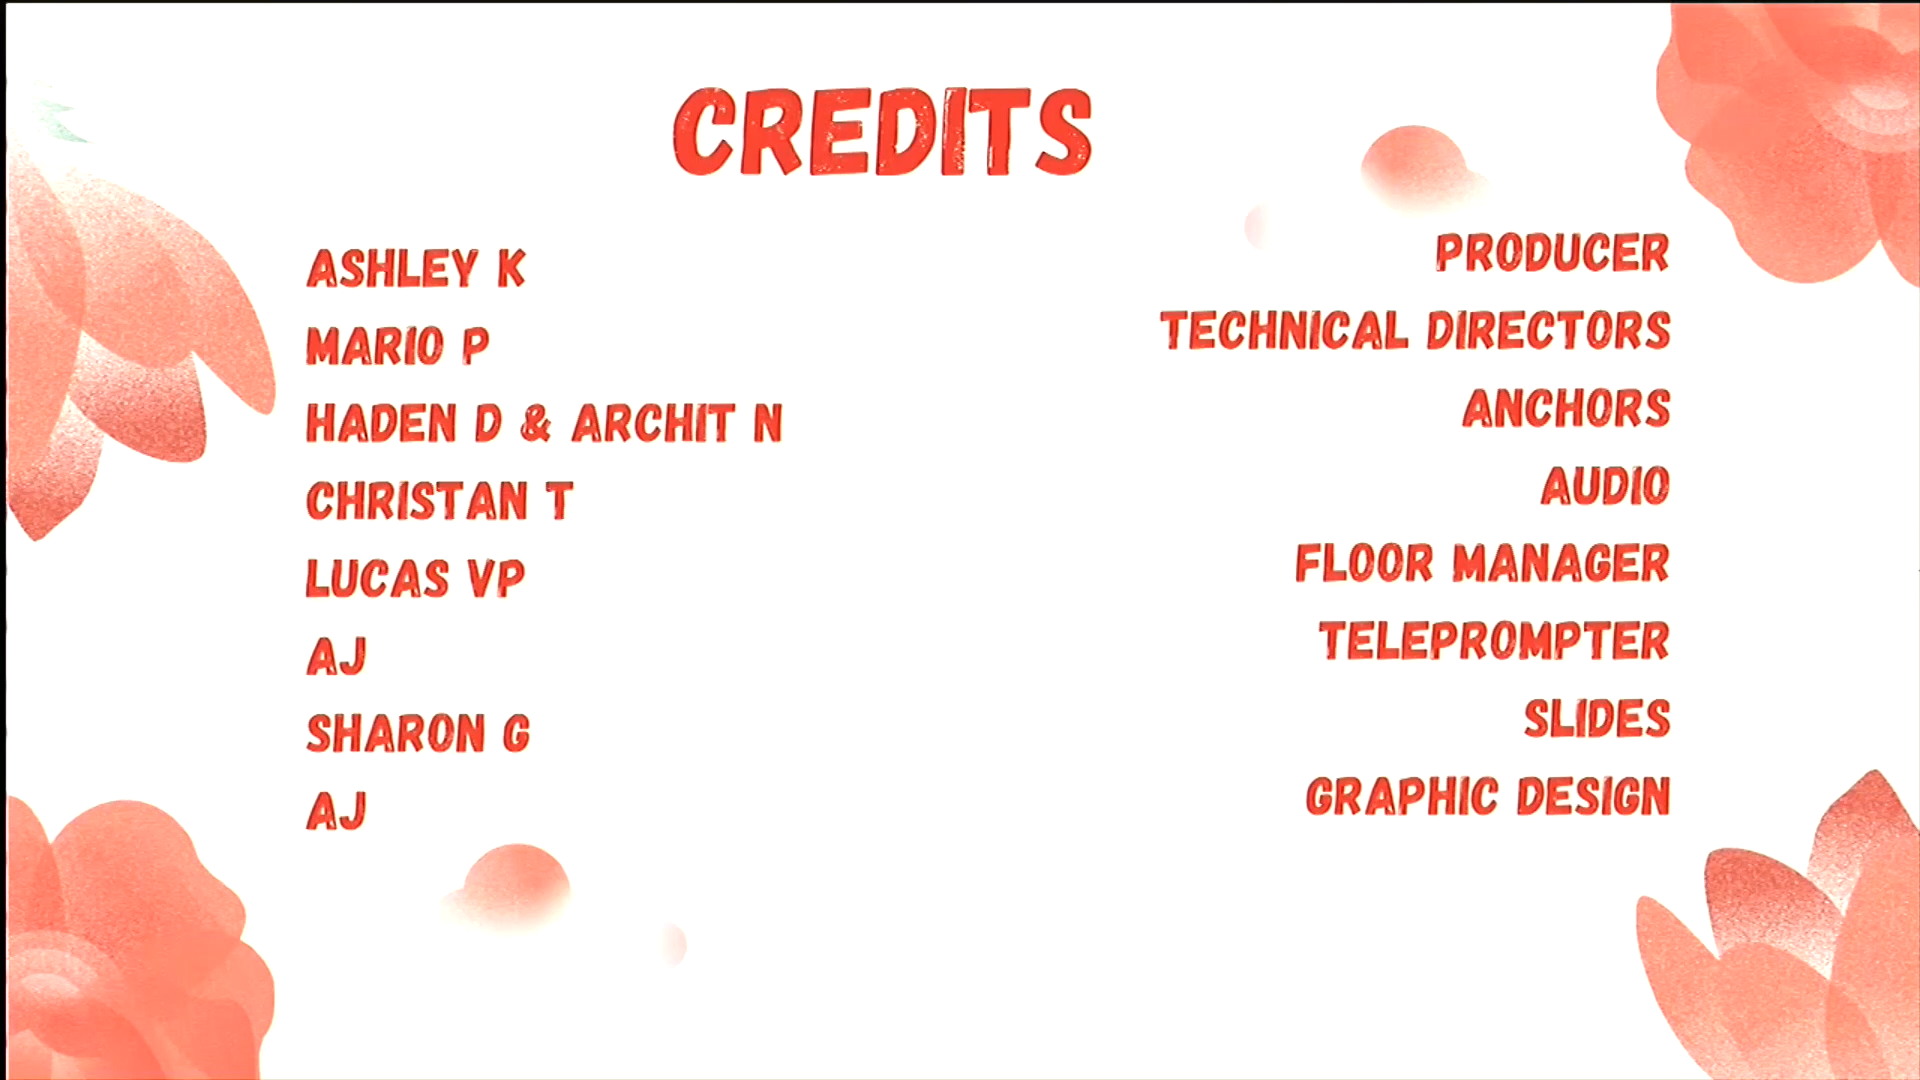 CREDITS
ASHLEY K PRODUCER
MARIO P TECHNICAL DIRECTORS
HADEN D & ARCHIT N ANCHORS
CHRISTAN T AUDIO
LUCAS VP FLOOR MANAGER
AJ TELEPROMPTER
SHARON G SLIDES
AJ GRAPHIC DESIGN